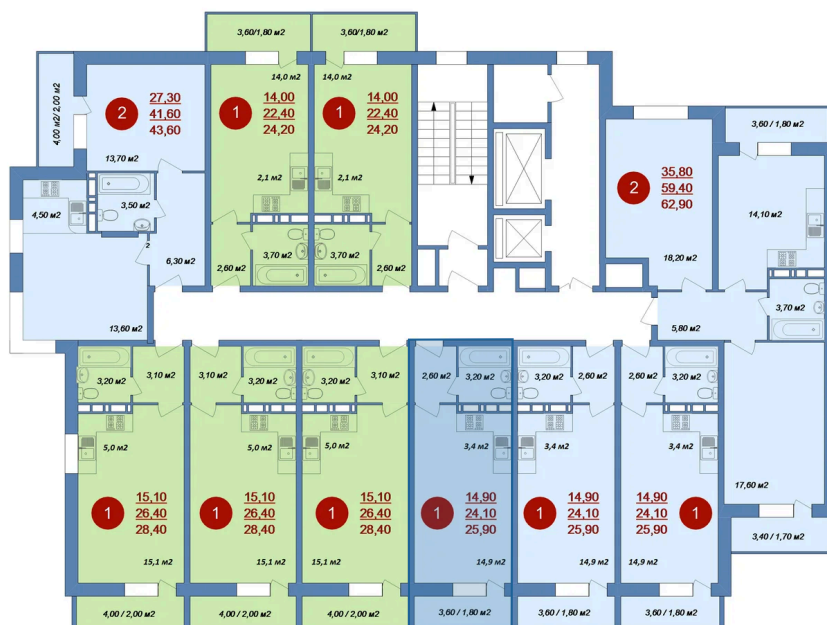 3,60/1,80 м2
3,60/1,80 м2
4,00 м2/ 2,00 м2
2
27,30
41,60
43,60
13,70 м2
14,0 м2
1
14,00
22,40
24,20
2,1 м2
14,0 м2
1
14,00
22,40
24,20
2,1 м2
3,60 / 1,80 м2
2
35,80
59,40
62,90
18,20 м2
14,10 м2
4,50 м2
3,50 м2
2
6,30 м2
13,60 м2
3,70 м2
2,60 м2
3,70 м2
2,60 м2
5,80 м2
3,70 м2
17,60 м2
3,40 / 1,70 м2
3,20 м2
3,10 м2
5,0 м2
1
15,10
26,40
28,40
15,1 м2
4,00 / 2,00 м2
3,10 м2
3,20 м2
5,0 м2
1
15,10
26,40
28,40
15,1 м2
4,00 / 2,00 м2
3,20 м2
3,10 м2
5,0 м2
1
15,10
26,40
28,40
15,1 м2
4,00 / 2,00 м2
2,60 м2
3,20 м2
3,4 м2
1
14,90
24,10
25,90
14,9 м2
3,60 / 1,80 м2
3,20 м2
2,60 м2
3,4 м2
1
14,90
24,10
25,90
14,9 м2
3,60 / 1,80 м2
2,60 м2
3,20 м2
3,4 м2
14,90
24,10
25,90
1
14,9 м2
3,60 / 1,80 м2